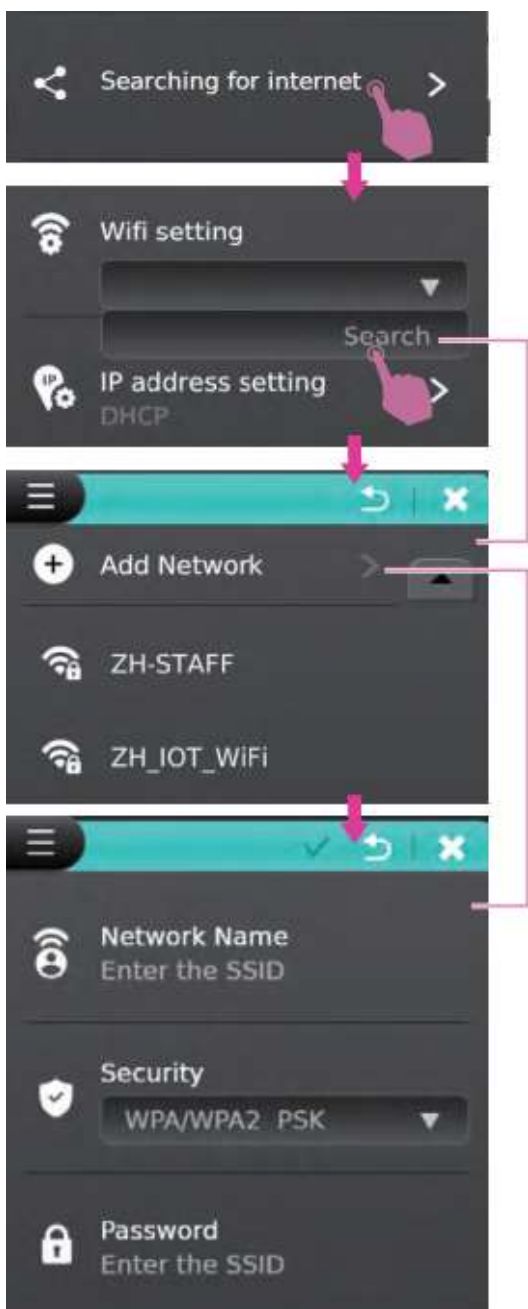 Searching for internet
Wifi setting
Search
IP address setting
DHCP
Add Network
ZH-STAFF
ZH_IOT_WiFi
Network Name
Enter the SSID
Security
WPA/WPA2 PSK
Password
Enter the SSID